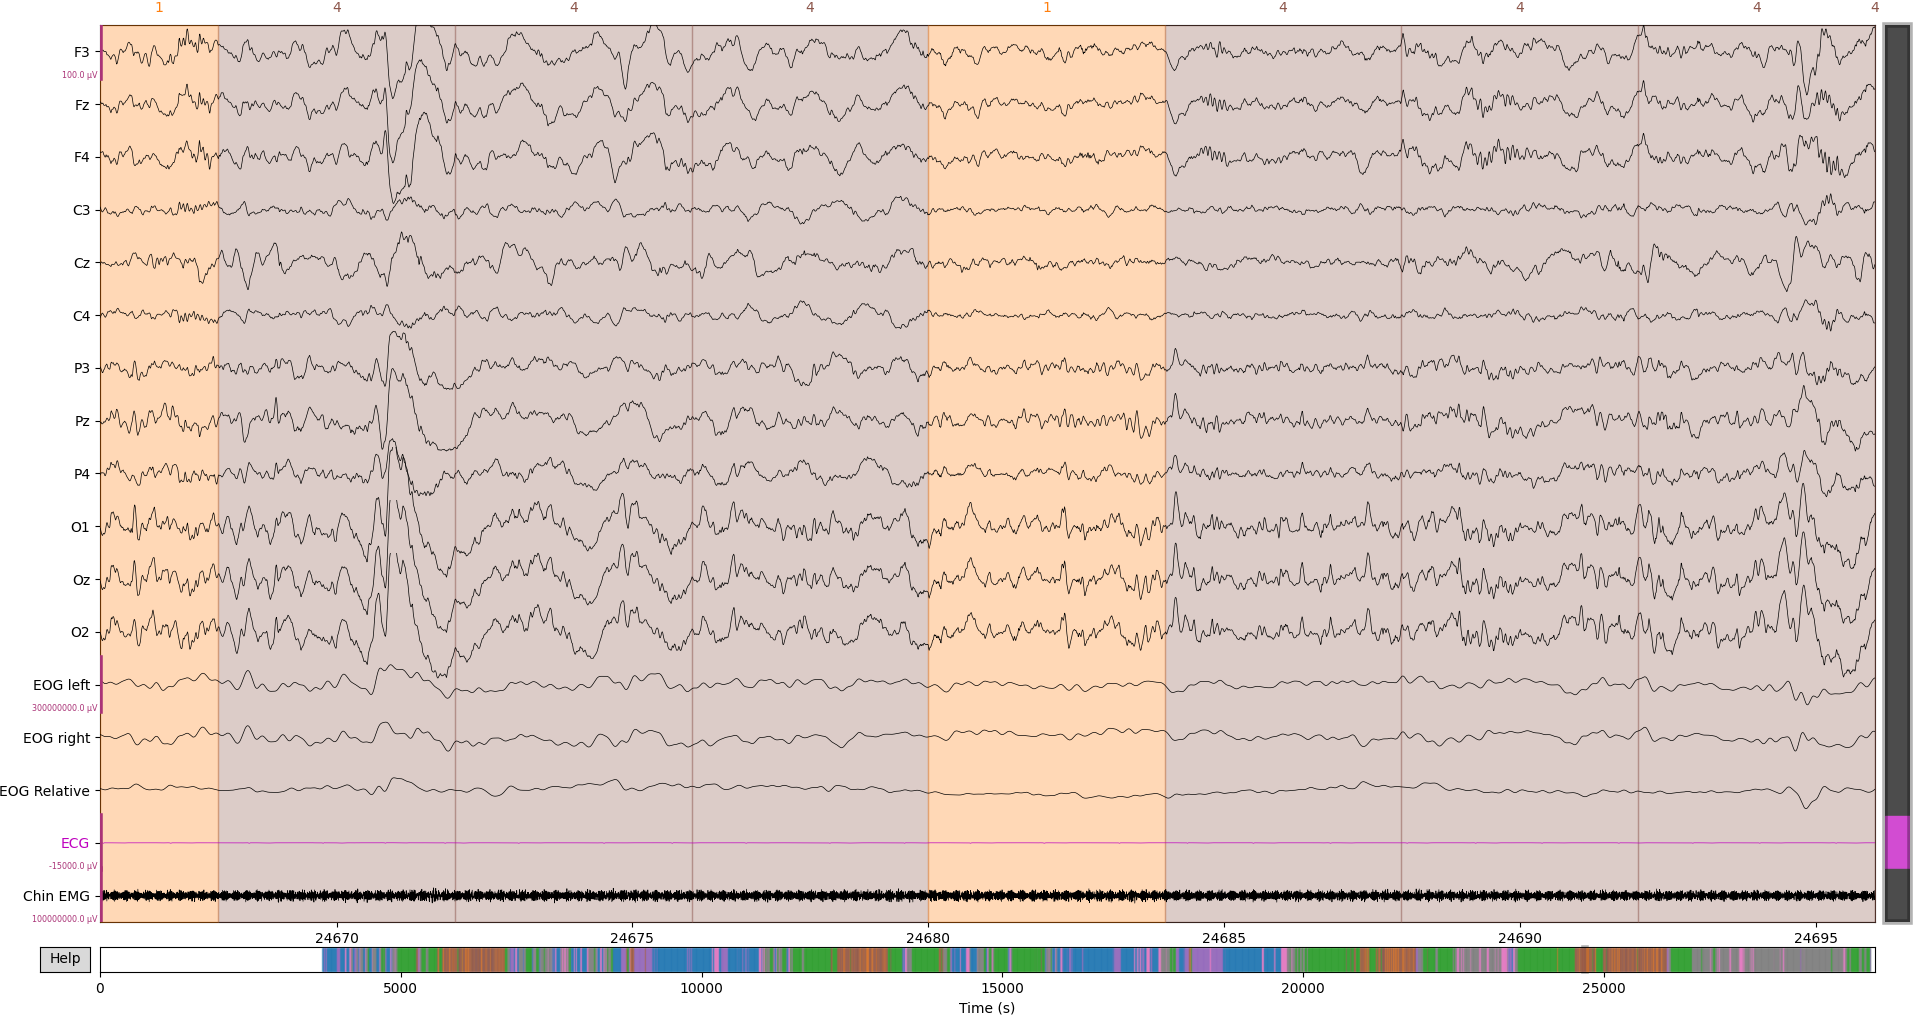 1 4 4 4 1 4 4 4 4
F3
100.0 µV
Fz
F4
C3
Cz
C4
P3
Pz
P4
O1
Oz
O2
EOG left
300000000.0 µV
EOG right
EOG Relative
ECG
-15000.0 µV
Chin EMG
100000000.0 µV
24670 24675 24680 24685 24690 24695
Help
0 5000 10000 15000 20000 25000
Time (s)